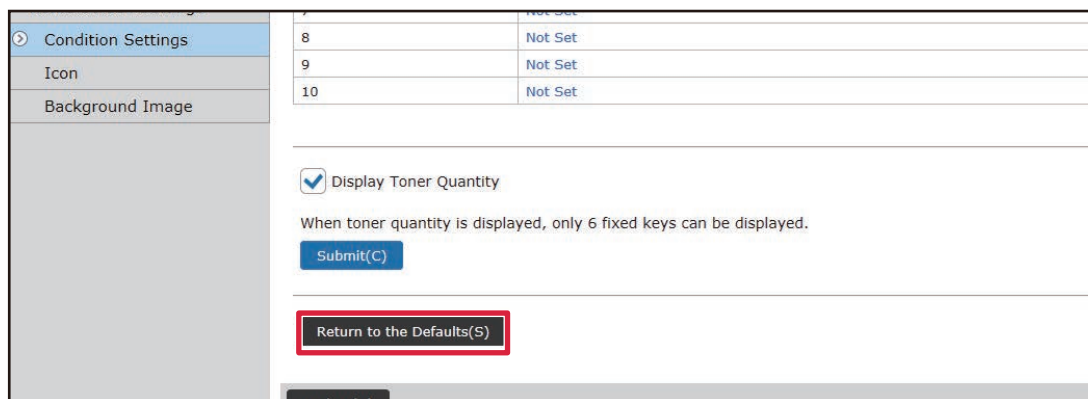 Condition Settings
Icon
Background Image
8 Not Set
9 Not Set
10 Not Set
Display Toner Quantity
When toner quantity is displayed, only 6 fixed keys can be displayed.
Submit(C)
Return to the Defaults(S)